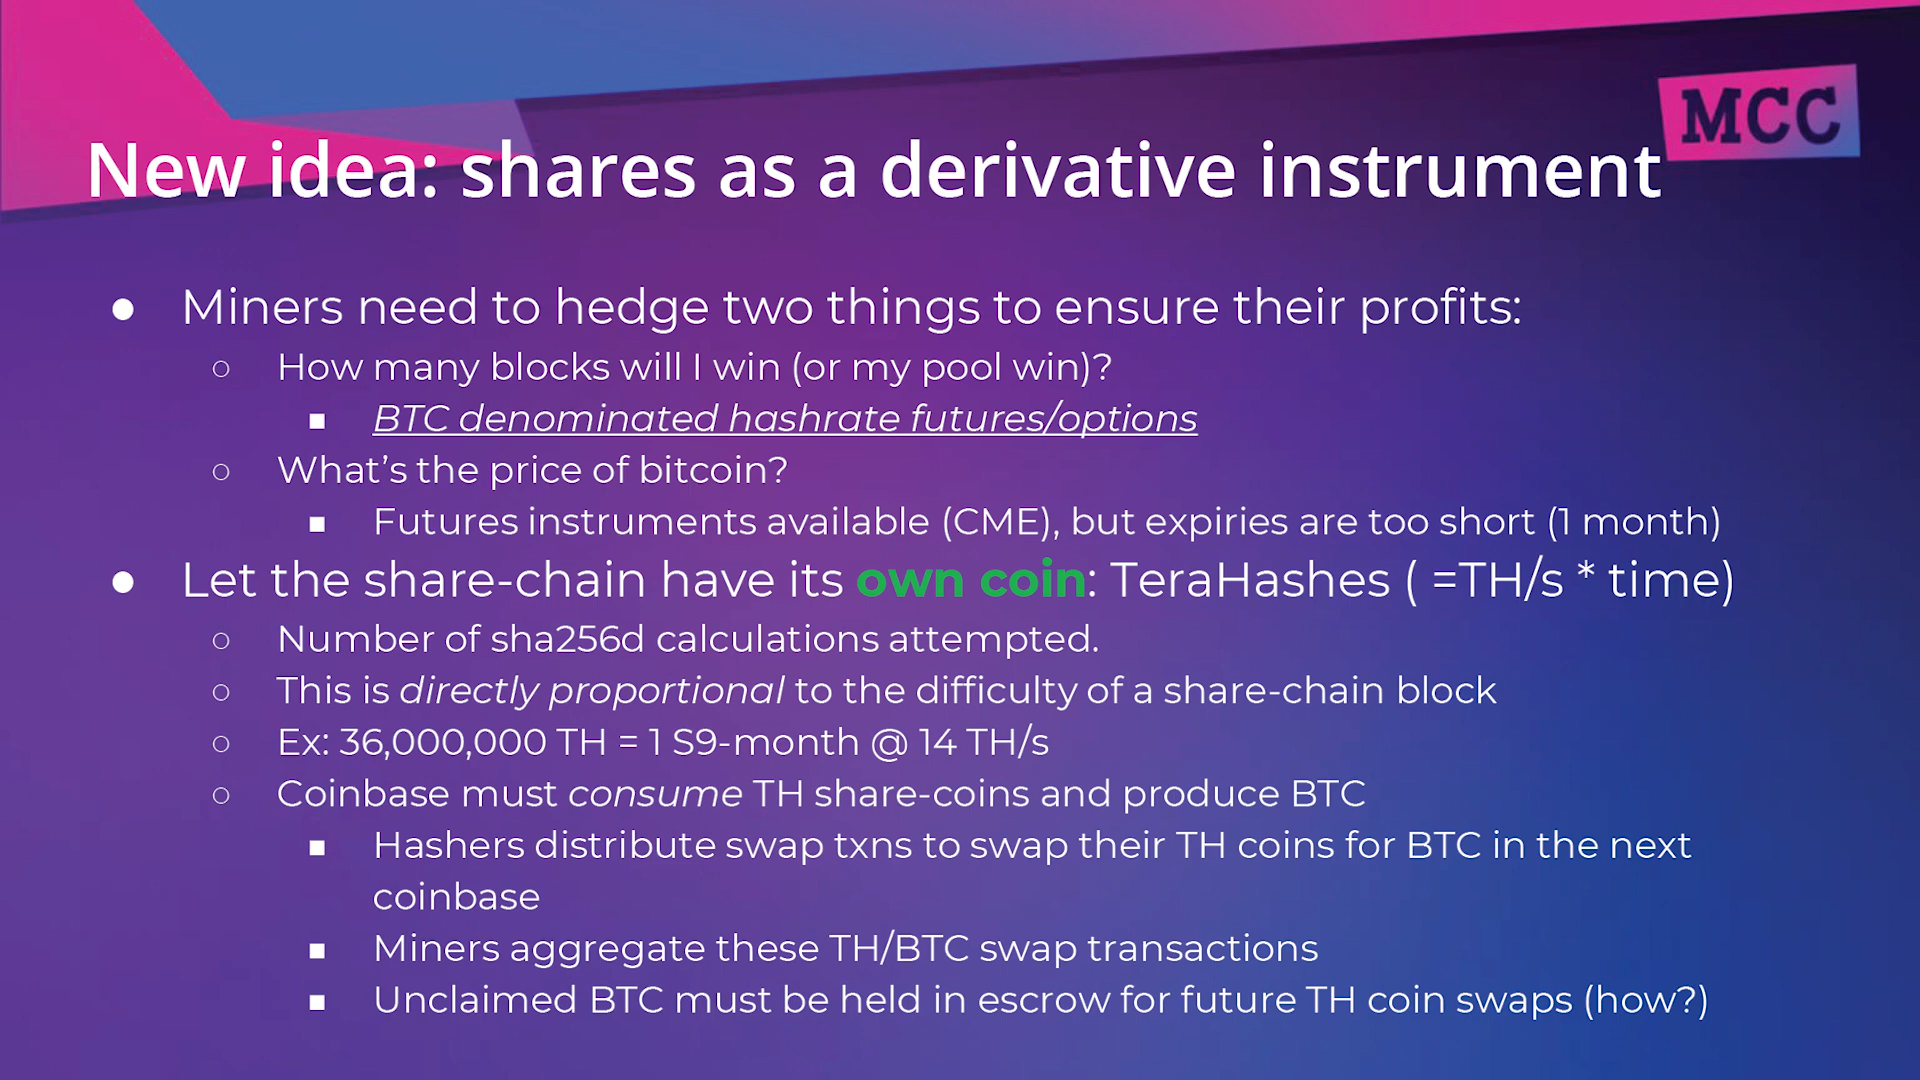 MCC
New idea: shares as a derivative instrument
● Miners need to hedge two things to ensure their profits:
○ How many blocks will I win (or my pool win)?
■ BTC denominated hashrate futures/options
○ What's the price of bitcoin?
■ Futures instruments available (CME), but expiries are too short (1 month)
● Let the share-chain have its own coin: TeraHashes ( =TH/s * time)
○ Number of sha256d calculations attempted.
○ This is directly proportional to the difficulty of a share-chain block
○ Ex: 36,000,000 TH = 1 S9-month @ 14 TH/s
○ Coinbase must consume TH share-coins and produce BTC
■ Hashers distribute swap txns to swap their TH coins for BTC in the next
coinbase
■ Miners aggregate these TH/BTC swap transactions
■ Unclaimed BTC must be held in escrow for future TH coin swaps (how?)